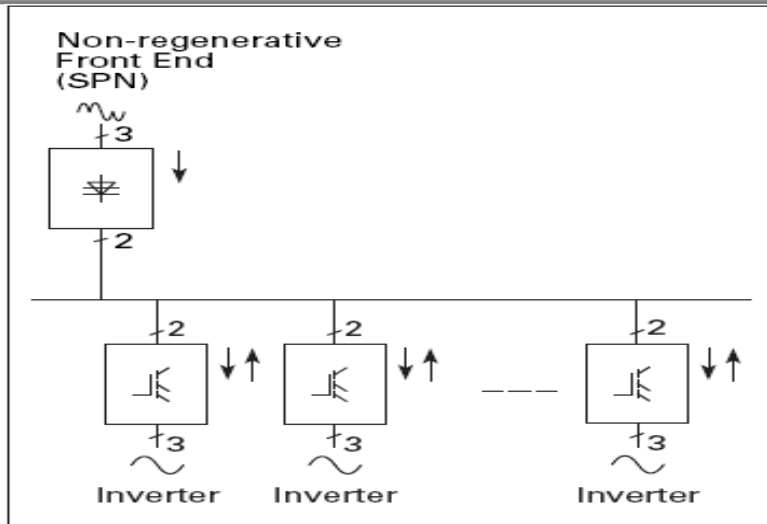 Non-regenerative
Front End
(SPN)
3
2
2 2 2
3 3 3
Inverter Inverter Inverter